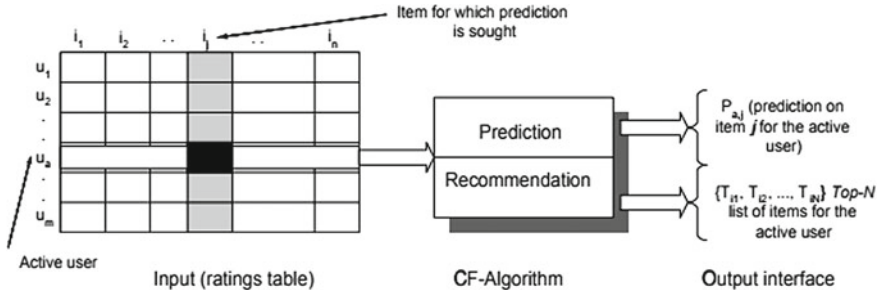 Item for which prediction
is sought
i1 i2 . . ij . . in
u1
u2
.
.
ua
.
.
um
Active user
Input (ratings table)
Prediction
Recommendation
CF-Algorithm
Pa,j (prediction on
item j for the active
user)
{Ti1, Ti2, ..., TiN} Top-N
list of items for the
active user
Output interface